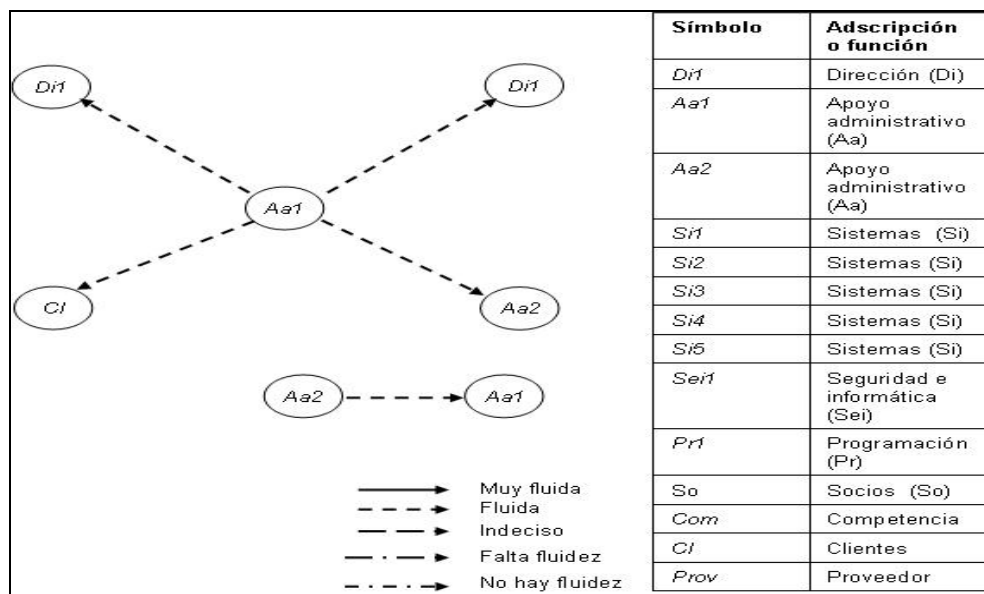 Di1
Di1
Aa1
Cl
Aa2
Aa2
Aa1
Muy fluida
Fluida
Indeciso
Falta fluidez
No hay fluidez
Símbolo
Adscripción
o función
Di1
Dirección (Di)
Aa1
Apoyo
administrativo
(Aa)
Aa2
Apoyo
administrativo
(Aa)
Si1
Sistemas (Si)
Si2
Sistemas (Si)
Si3
Sistemas (Si)
Si4
Sistemas (Si)
Si5
Sistemas (Si)
Sei1
Seguridad e
informática
(Sei)
Pr1
Programación
(Pr)
So
Socios (So)
Com
Competencia
Cl
Clientes
Prov
Proveedor